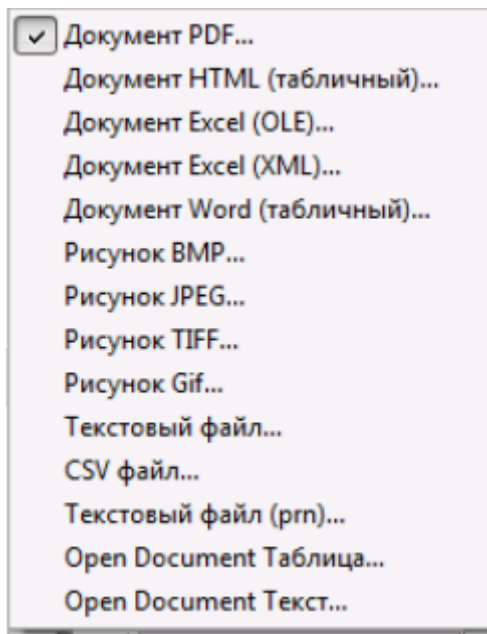 Документ PDF...
Документ HTML (табличный)...
Документ Excel (OLE)...
Документ Excel (XML)...
Документ Word (табличный)...
Рисунок BMP...
Рисунок JPEG...
Рисунок TIFF...
Рисунок Gif...
Текстовый файл...
CSV файл...
Текстовый файл (prn)...
Open Document Таблица...
Open Document Текст...